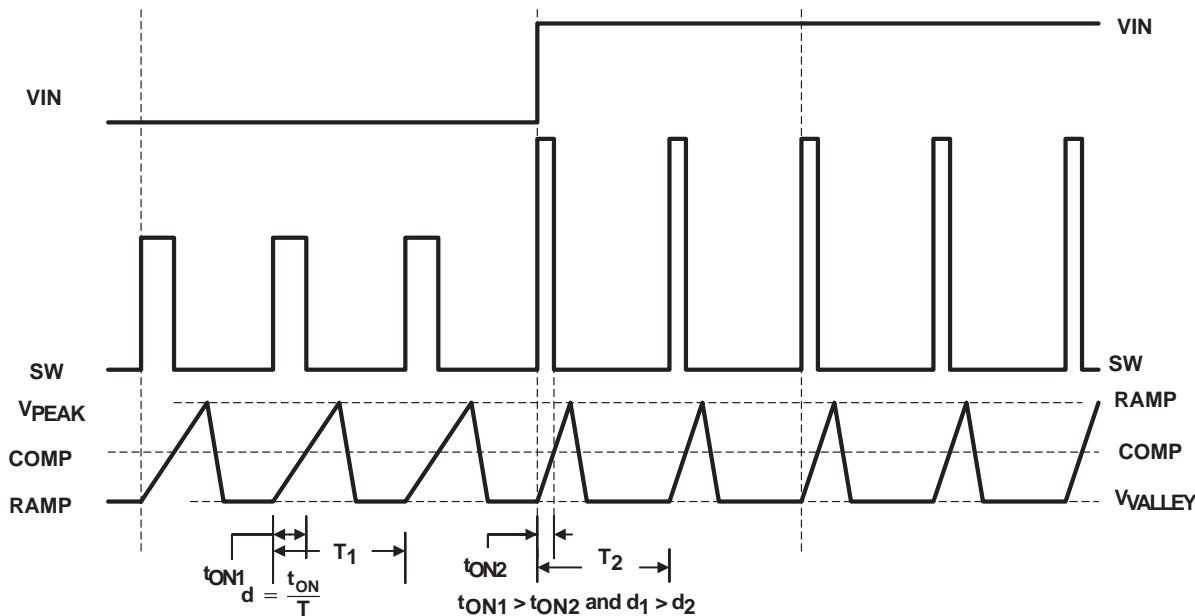 VIN
VIN
SW
SW
VPEAK
RAMP
COMP
COMP
RAMP
VVALLEY
tON1
T1
tON2
T2
d = tON / T
tON1 > tON2 and d1 > d2